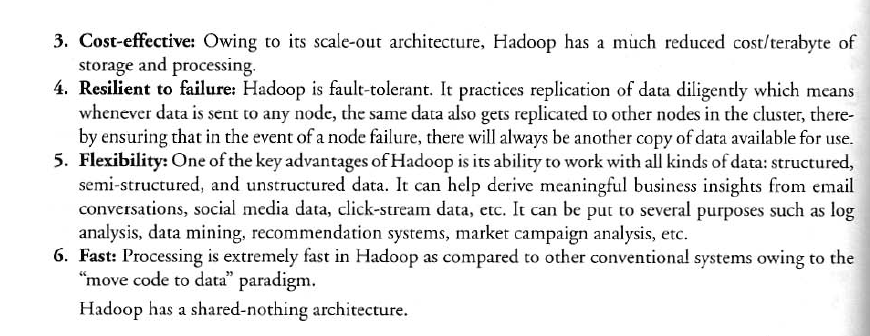 3. Cost-effective: Owing to its scale-out architecture, Hadoop has a much reduced cost/terabyte of
storage and processing.
4. Resilient to failure: Hadoop is fault-tolerant. It practices replication of data diligently which means
whenever data is sent to any node, the same data also gets replicated to other nodes in the cluster, there-
by ensuring that in the event of a node failure, there will always be another copy of data available for use.
5. Flexibility: One of the key advantages of Hadoop is its ability to work with all kinds of data: structured,
semi-structured, and unstructured data. It can help derive meaningful business insights from email
conversations, social media data, click-stream data, etc. It can be put to several purposes such as log
analysis, data mining, recommendation systems, market campaign analysis, etc.
6. Fast: Processing is extremely fast in Hadoop as compared to other conventional systems owing to the
“move code to data” paradigm.
Hadoop has a shared-nothing architecture.